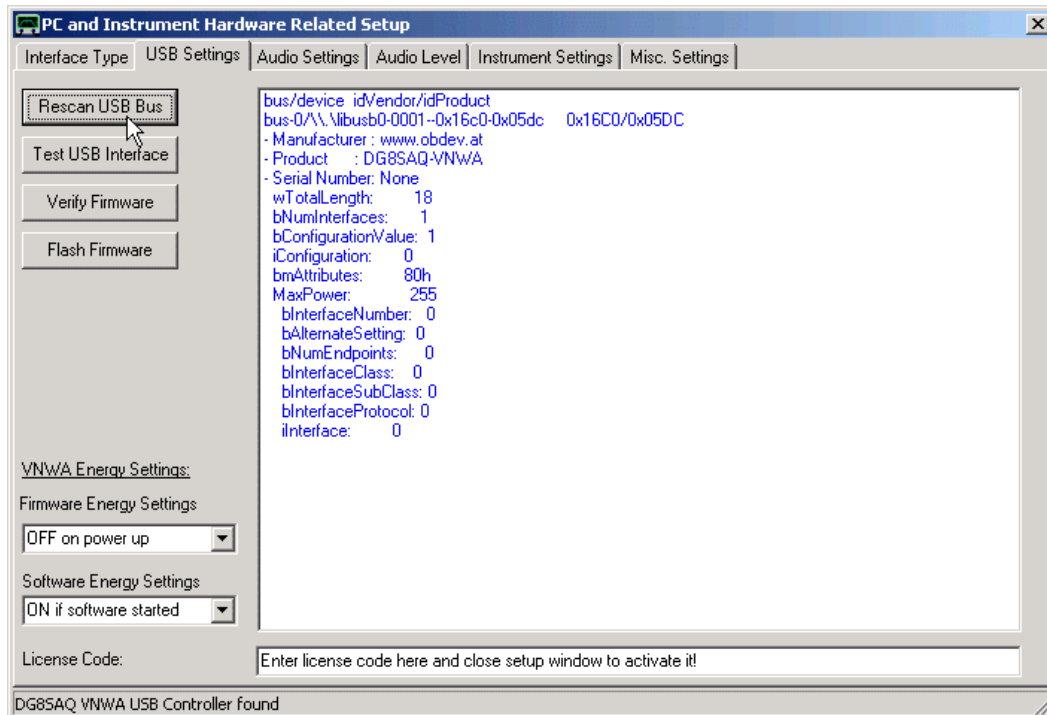 PC and Instrument Hardware Related Setup
Interface Type USB Settings Audio Settings Audio Level Instrument Settings Misc. Settings
Rescan USB Bus
Test USB Interface
Verify Firmware
Flash Firmware
bus/device idVendor/idProduct
bus-0/\\.\libusb0-0001--0x16c0-0x05dc 0x16C0/0x05DC
- Manufacturer : www.obdev.at
- Product : DG8SAQ-VNWA
- Serial Number: None
wTotalLength: 18
bNumInterfaces: 1
bConfigurationValue: 1
iConfiguration: 0
bmAttributes: 80h
MaxPower: 255
bInterfaceNumber: 0
bAlternateSetting: 0
bNumEndpoints: 0
bInterfaceClass: 0
bInterfaceSubClass: 0
bInterfaceProtocol: 0
iInterface: 0
VNWA Energy Settings:
Firmware Energy Settings
OFF on power up
Software Energy Settings
ON if software started
License Code: Enter license code here and close setup window to activate it!
DG8SAQ VNWA USB Controller found